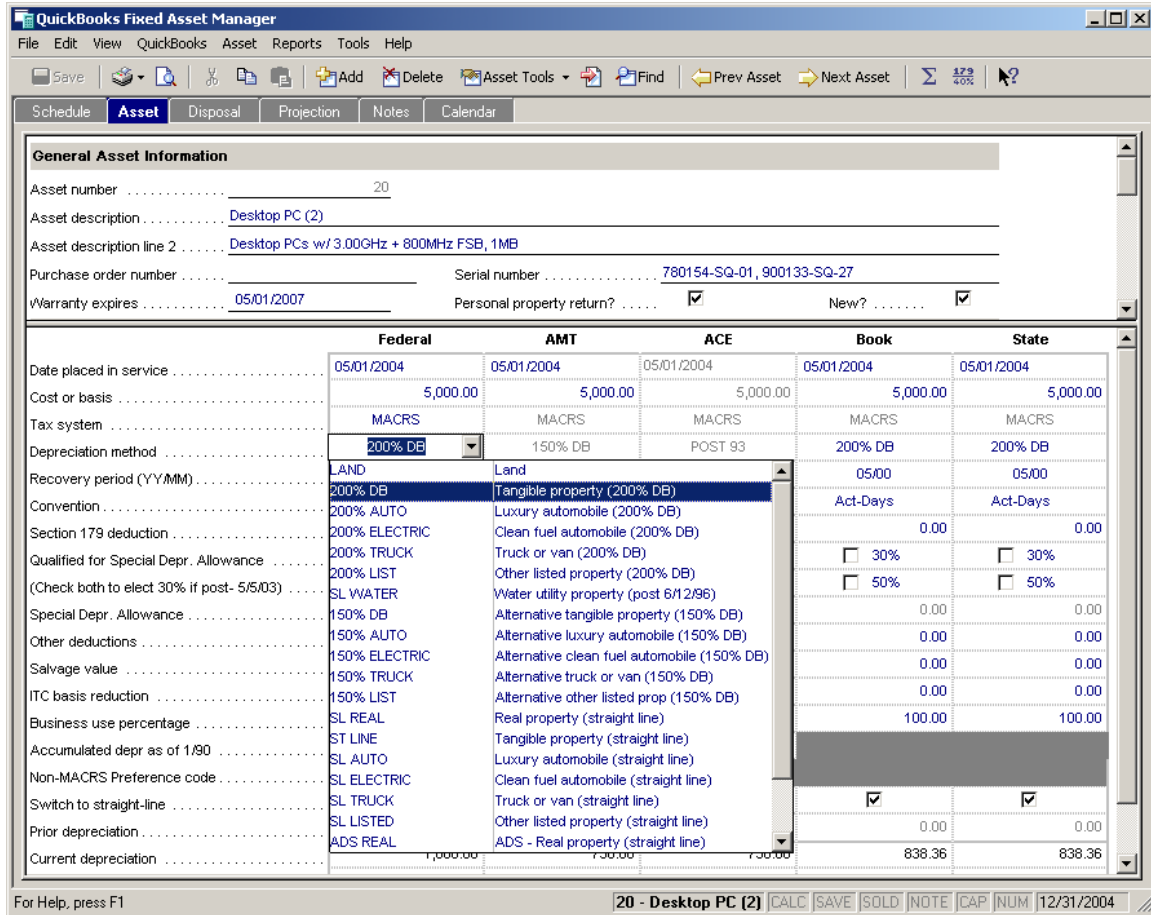 QuickBooks Fixed Asset Manager
File Edit View QuickBooks Asset Reports Tools Help
Save Add Delete Asset Tools Find Prev Asset Next Asset Σ 179 40%
Schedule Asset Disposal Projection Notes Calendar
General Asset Information
Asset number ............. 20
Asset description ........... Desktop PC (2)
Asset description line 2 ...... Desktop PCs w/ 3.00GHz + 800MHz FSB, 1MB
Purchase order number ...... Serial number .............. 780154-SQ-01, 900133-SQ-27
Warranty expires ........... 05/01/2007 Personal property return? ..... New? .......
Federal AMT ACE Book State
Date placed in service ................... 05/01/2004 05/01/2004 05/01/2004 05/01/2004 05/01/2004
Cost or basis ......................... 5,000.00 5,000.00 5,000.00 5,000.00 5,000.00
Tax system .......................... MACRS MACRS MACRS MACRS MACRS
Depreciation method .................... 200% DB 150% DB POST 93 200% DB 200% DB
Recovery period (YY/MM) ................ 05/00 05/00
Convention ........................... Act-Days Act-Days
Section 179 deduction ................... 0.00 0.00
Qualified for Special Depr. Allowance ....... 30% 30%
(Check both to elect 30% if post- 5/5/03) ..... 50% 50%
Special Depr. Allowance ................. 0.00 0.00
Other deductions ....................... 0.00 0.00
Salvage value ......................... 0.00 0.00
ITC basis reduction ..................... 0.00 0.00
Business use percentage ................ 100.00 100.00
Accumulated depr as of 1/90 .............
Non-MACRS Preference code .............
Switch to straight-line ...................
Prior depreciation ....................... 0.00 0.00
Current depreciation .................... 1,000.00 750.00 750.00 838.36 838.36
LAND Land
200% DB Tangible property (200% DB)
200% AUTO Luxury automobile (200% DB)
200% ELECTRIC Clean fuel automobile (200% DB)
200% TRUCK Truck or van (200% DB)
200% LIST Other listed property (200% DB)
SL WATER Water utility property (post 6/12/96)
150% DB Alternative tangible property (150% DB)
150% AUTO Alternative luxury automobile (150% DB)
150% ELECTRIC Alternative clean fuel automobile (150% DB)
150% TRUCK Alternative truck or van (150% DB)
150% LIST Alternative other listed prop (150% DB)
SL REAL Real property (straight line)
ST LINE Tangible property (straight line)
SL AUTO Luxury automobile (straight line)
SL ELECTRIC Clean fuel automobile (straight line)
SL TRUCK Truck or van (straight line)
SL LISTED Other listed property (straight line)
ADS REAL ADS - Real property (straight line)
For Help, press F1 20 - Desktop PC (2) CALC SAVE SOLD NOTE CAP NUM 12/31/2004